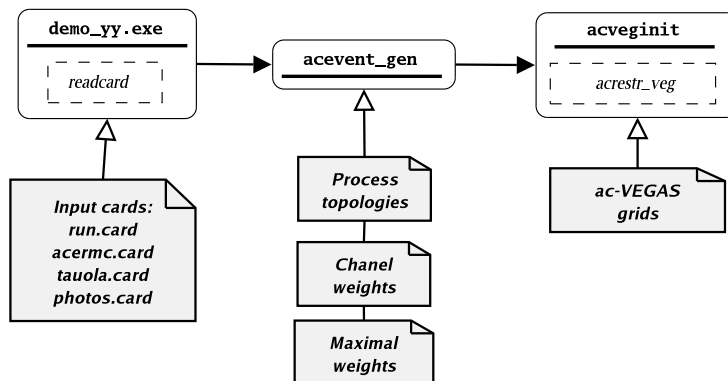 demo_yy.exe
readcard
acevent_gen
acveginit
acrestr_veg
Input cards:
run.card
acermc.card
tauola.card
photos.card
Process
topologies
Chanel
weights
Maximal
weights
ac-VEGAS
grids